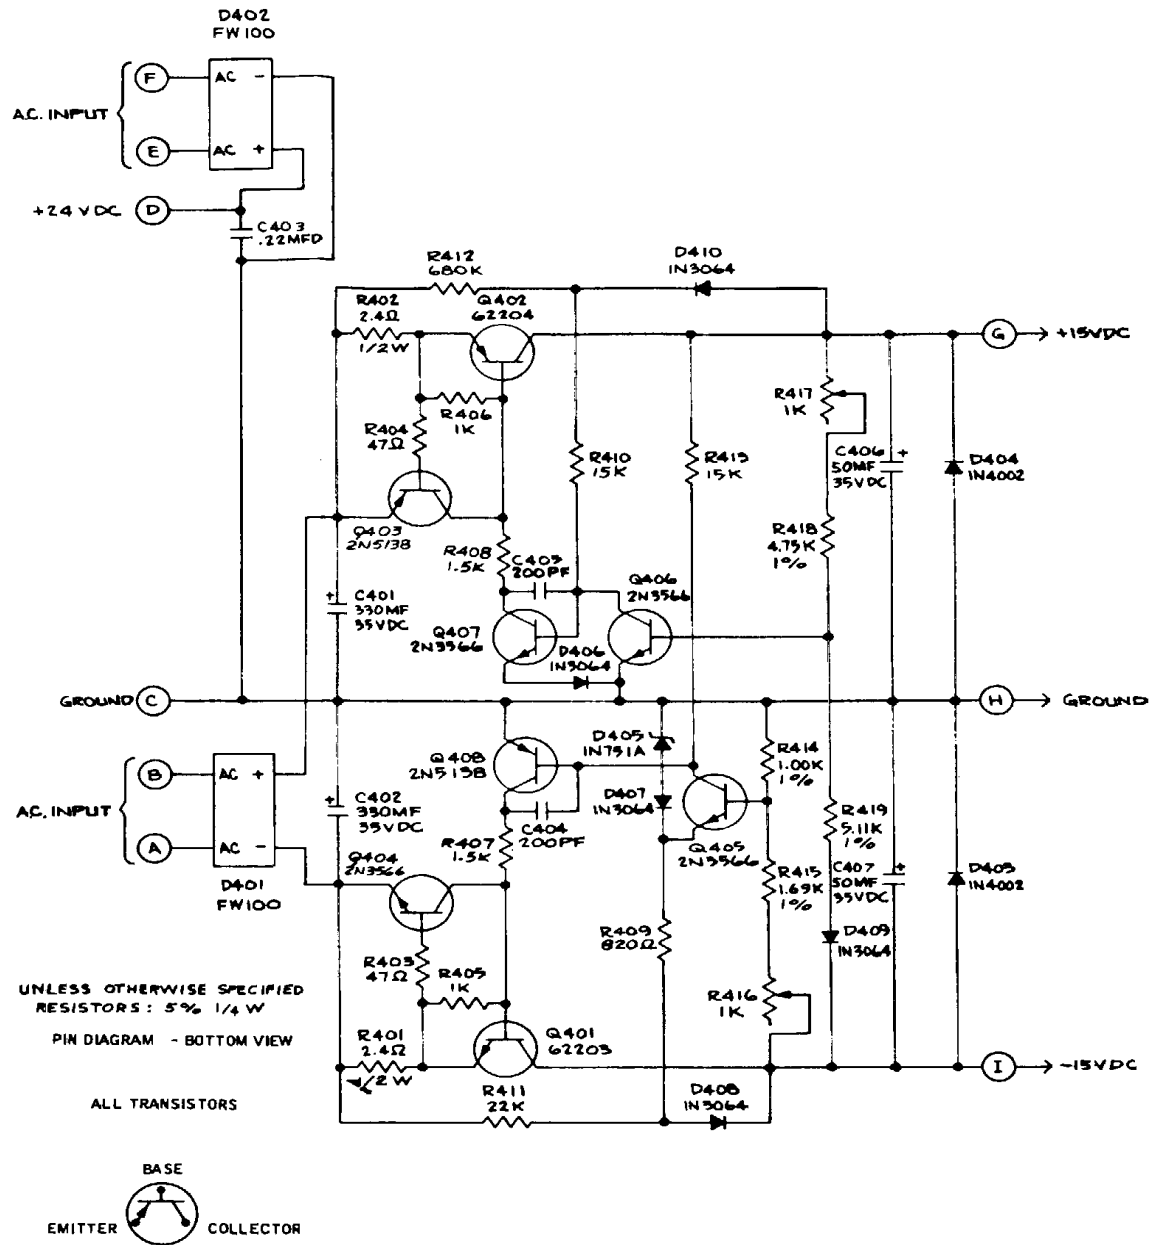 D402
FW100
F
AC -
A.C. INPUT
E
AC +
+24 VDC
D
C403
.22MFD
R412
680K
D410
1N3064
R402
2.4Ω
1/2W
Q402
62204
G
+15VDC
R417
1K
R406
1K
R404
47Ω
R410
15K
R413
15K
C406
50MF
35VDC
+
D404
1N4002
Q403
2N5138
R408
1.5K
C405
200PF
R418
4.75K
1%
Q406
2N3566
+
C401
330MF
35VDC
Q407
2N3566
D406
1N3064
GROUND
C
H
GROUND
Q408
2N5138
D405
1N751A
R414
1.00K
1%
B
AC +
A.C. INPUT
A
AC -
D401
FW100
+
C402
330MF
35VDC
D407
1N3064
C404
200PF
R407
1.5K
Q405
2N3566
R419
5.11K
1%
Q404
2N3566
R415
1.69K
1%
C407
50MF
35VDC
+
D403
1N4002
R409
820Ω
D409
1N3064
R403
47Ω
R405
1K
R416
1K
UNLESS OTHERWISE SPECIFIED
RESISTORS: 5% 1/4 W
PIN DIAGRAM - BOTTOM VIEW
R401
2.4Ω
1/2 W
Q401
62203
I
-15VDC
R411
22K
D408
1N3064
ALL TRANSISTORS
BASE
EMITTER
COLLECTOR